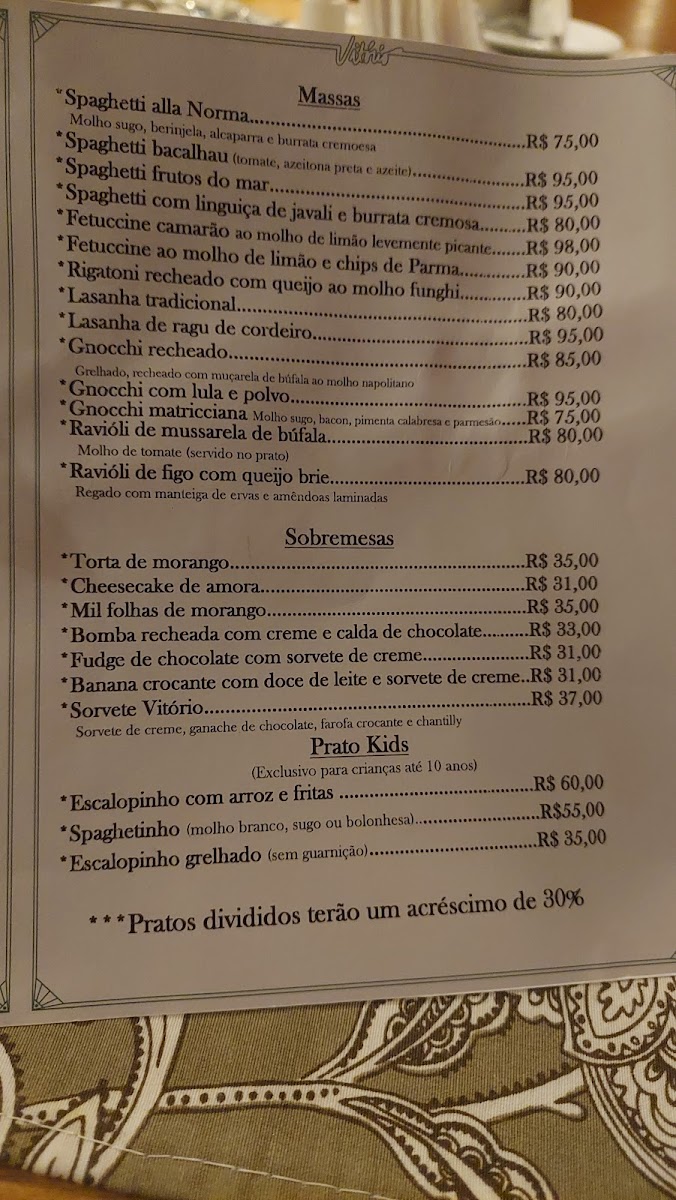 Vithó
Massas
*Spaghetti alla Norma.....................................................R$ 75,00
Molho sugo, berinjela, alcaparra e burrata cremosa
*Spaghetti bacalhau (tomate, azeitona preta e azeite).....................R$ 95,00
*Spaghetti frutos do mar..................................................R$ 95,00
*Spaghetti com linguiça de javali e burrata cremosa.........R$ 80,00
*Fetuccine camarão ao molho de limão levemente picante.......R$ 98,00
*Fetuccine ao molho de limão e chips de Parma.............R$ 90,00
*Rigatoni recheado com queijo ao molho funghi.............R$ 90,00
*Lasanha tradicional......................................................R$ 80,00
*Lasanha de ragu de cordeiro.............................................R$ 95,00
*Gnocchi recheado.........................................................R$ 85,00
Grelhado, recheado com muçarela de búfala ao molho napolitano
*Gnocchi com lula e polvo................................................R$ 95,00
*Gnocchi matricciana Molho sugo, bacon, pimenta calabresa e parmesão.....R$ 75,00
*Ravióli de mussarela de búfala..........................................R$ 80,00
Molho de tomate (servido no prato)
*Ravióli de figo com queijo brie.........................................R$ 80,00
Regado com manteiga de ervas e amêndoas laminadas
Sobremesas
*Torta de morango.........................................................R$ 35,00
*Cheesecake de amora.....................................................R$ 31,00
*Mil folhas de morango...................................................R$ 35,00
*Bomba recheada com creme e calda de chocolate.........R$ 33,00
*Fudge de chocolate com sorvete de creme.....................R$ 31,00
*Banana crocante com doce de leite e sorvete de creme..R$ 31,00
*Sorvete Vitório..........................................................R$ 37,00
Sorvete de creme, ganache de chocolate, farofa crocante e chantilly
Prato Kids
(Exclusivo para crianças até 10 anos)
*Escalopinho com arroz e fritas .....................................R$ 60,00
*Spaghetinho (molho branco, sugo ou bolonhesa).......................R$55,00
*Escalopinho grelhado (sem guarnição)................................R$ 35,00
***Pratos divididos terão um acréscimo de 30%